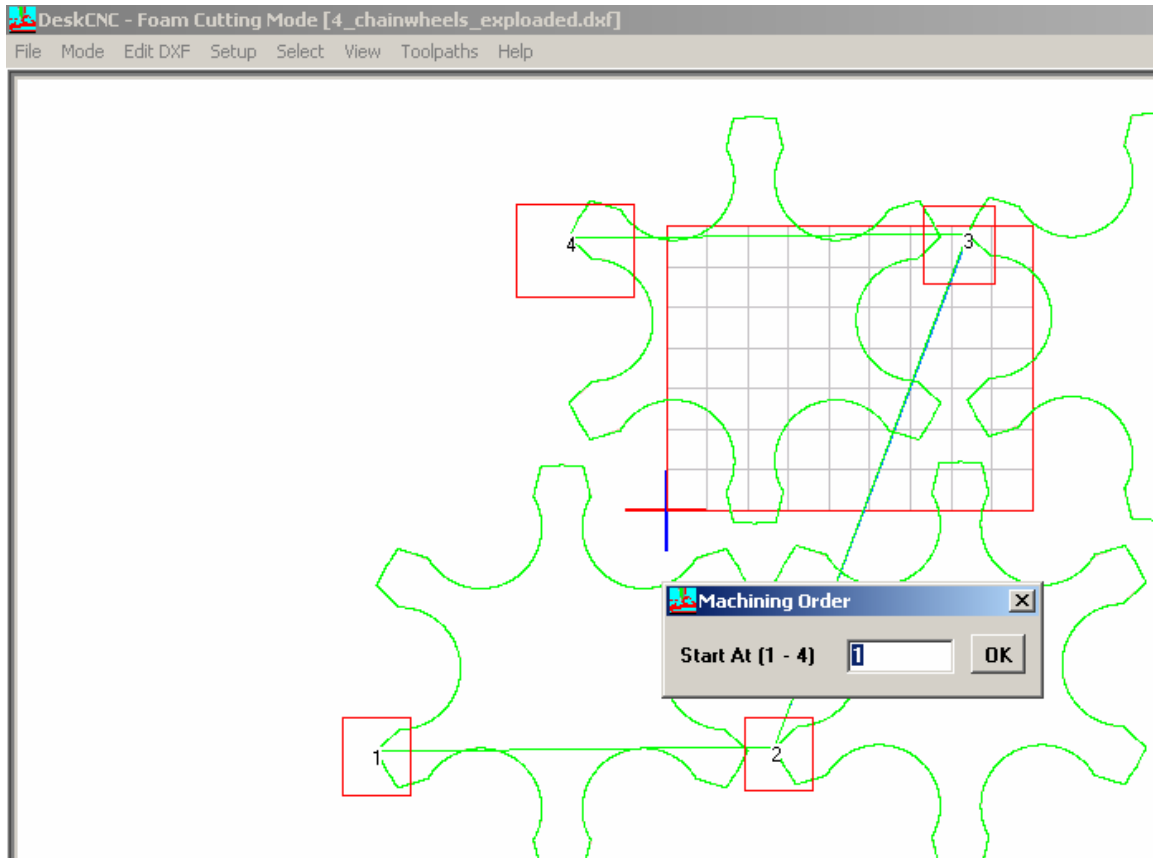 DeskCNC - Foam Cutting Mode [4_chainwheels_exploaded.dxf]
File Mode Edit DXF Setup Select View Toolpaths Help
4
3
Machining Order
Start At (1 - 4) 1 OK
1
2